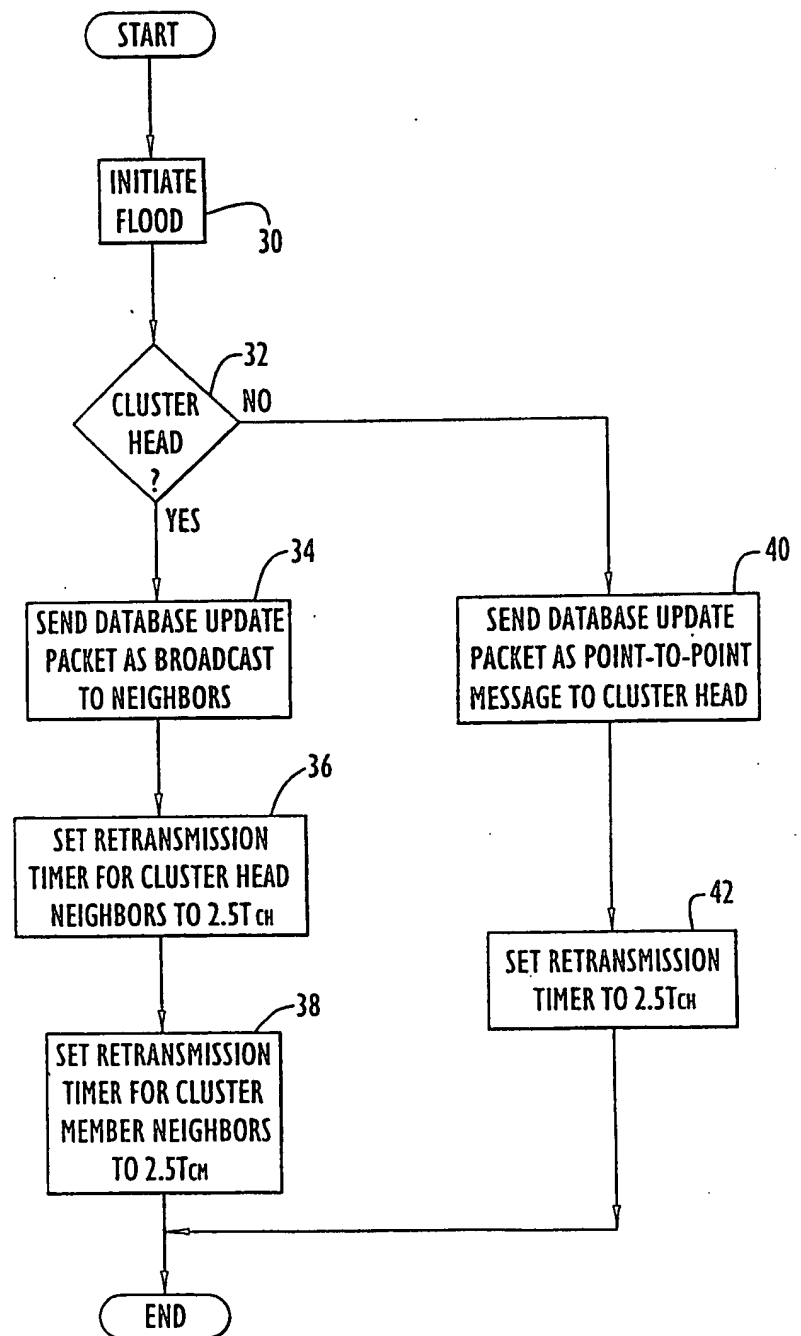 START
INITIATE
FLOOD
30
32
CLUSTER
HEAD
?
NO
YES
34
SEND DATABASE UPDATE
PACKET AS BROADCAST
TO NEIGHBORS
40
SEND DATABASE UPDATE
PACKET AS POINT-TO-POINT
MESSAGE TO CLUSTER HEAD
36
SET RETRANSMISSION
TIMER FOR CLUSTER HEAD
NEIGHBORS TO 2.5TCH
42
SET RETRANSMISSION
TIMER TO 2.5TCH
38
SET RETRANSMISSION
TIMER FOR CLUSTER
MEMBER NEIGHBORS
TO 2.5TCM
END